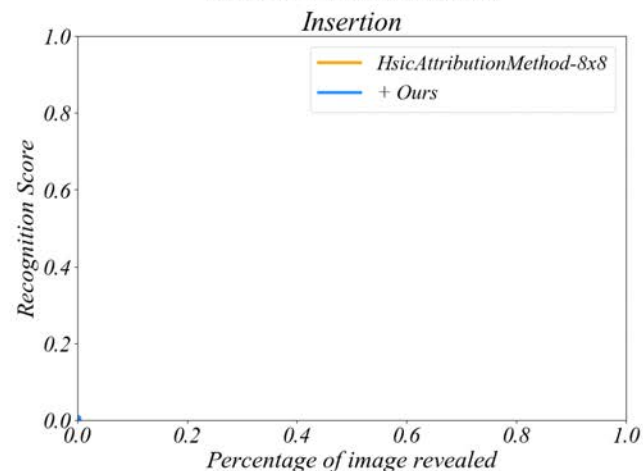 Insertion
1.0
HsicAttributionMethod-8x8
+ Ours
0.8
0.6
0.4
0.2
0.0
Recognition Score
0.0 0.2 0.4 0.6 0.8 1.0
Percentage of image revealed